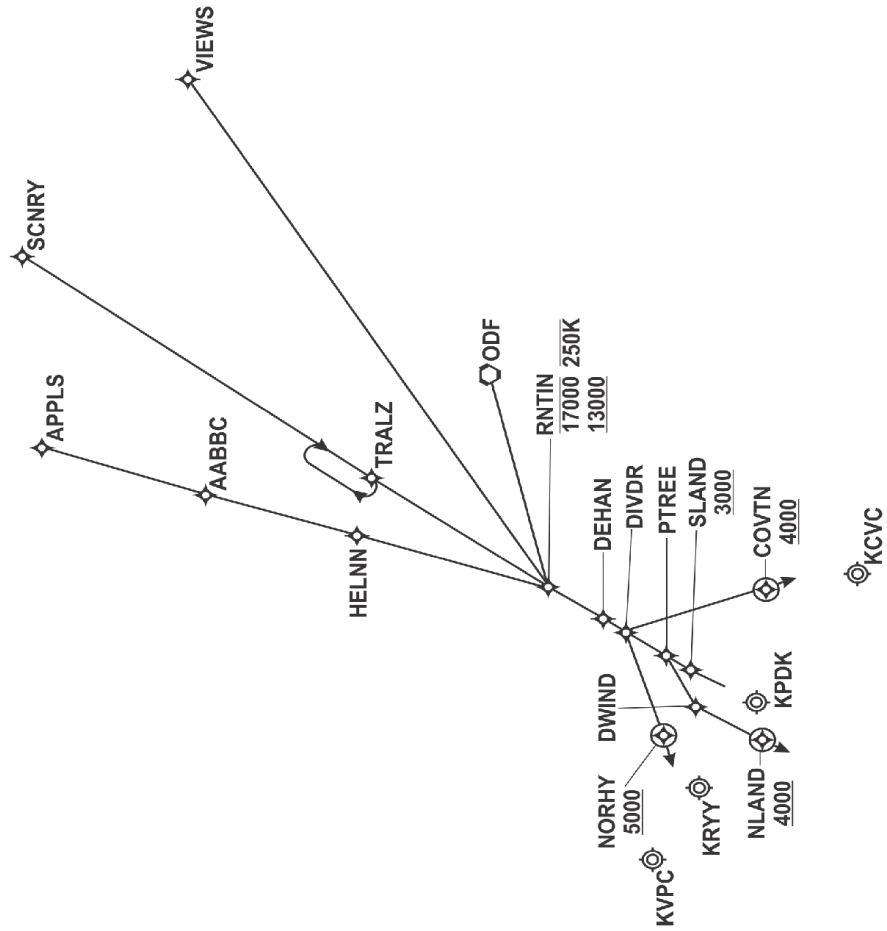 VIEWS
SCNRY
APPLS
AABBC
TRALZ
HELNN
ODF
RNTIN
17000 250K
13000
DEHAN
DIVDR
PTREE
SLAND
3000
COVTN
4000
KCVC
DWIND
KPDK
NORHY
5000
KRYY
NLAND
4000
KVPC